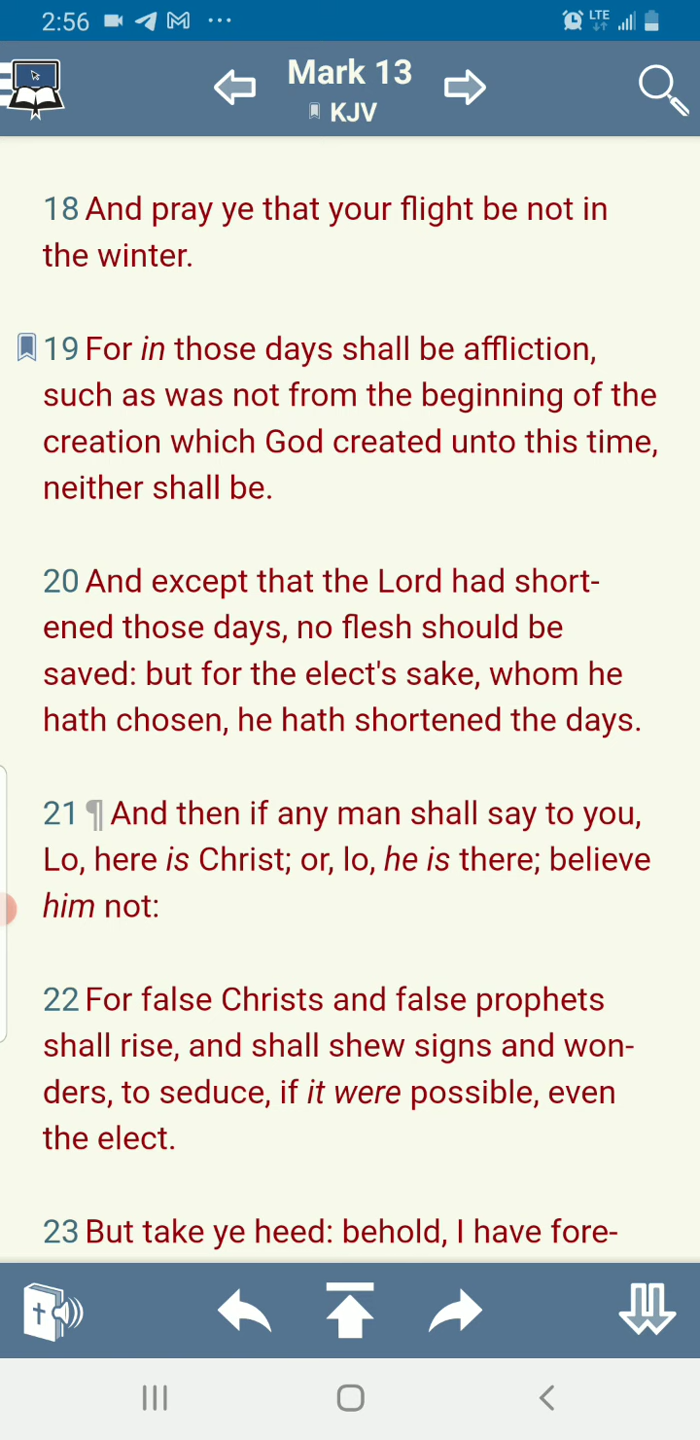 2:56
LTE
Mark 13
KJV
18 And pray ye that your flight be not in
the winter.
19 For in those days shall be affliction,
such as was not from the beginning of the
creation which God created unto this time,
neither shall be.
20 And except that the Lord had short-
ened those days, no flesh should be
saved: but for the elect's sake, whom he
hath chosen, he hath shortened the days.
21 ¶ And then if any man shall say to you,
Lo, here is Christ; or, lo, he is there; believe
him not:
22 For false Christs and false prophets
shall rise, and shall shew signs and won-
ders, to seduce, if it were possible, even
the elect.
23 But take ye heed: behold, I have fore-